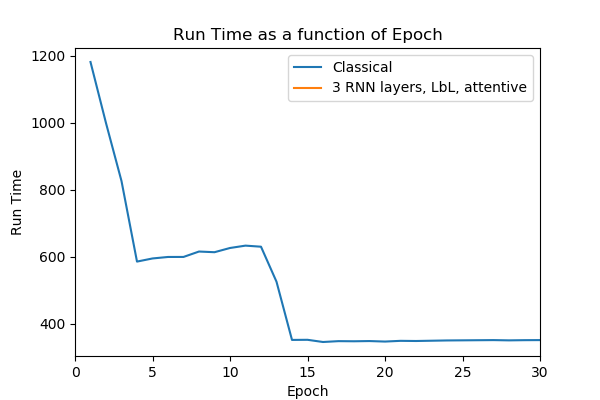 Run Time as a function of Epoch
Classical
3 RNN layers, LbL, attentive
Run Time
1200
1000
800
600
400
0 5 10 15 20 25 30
Epoch